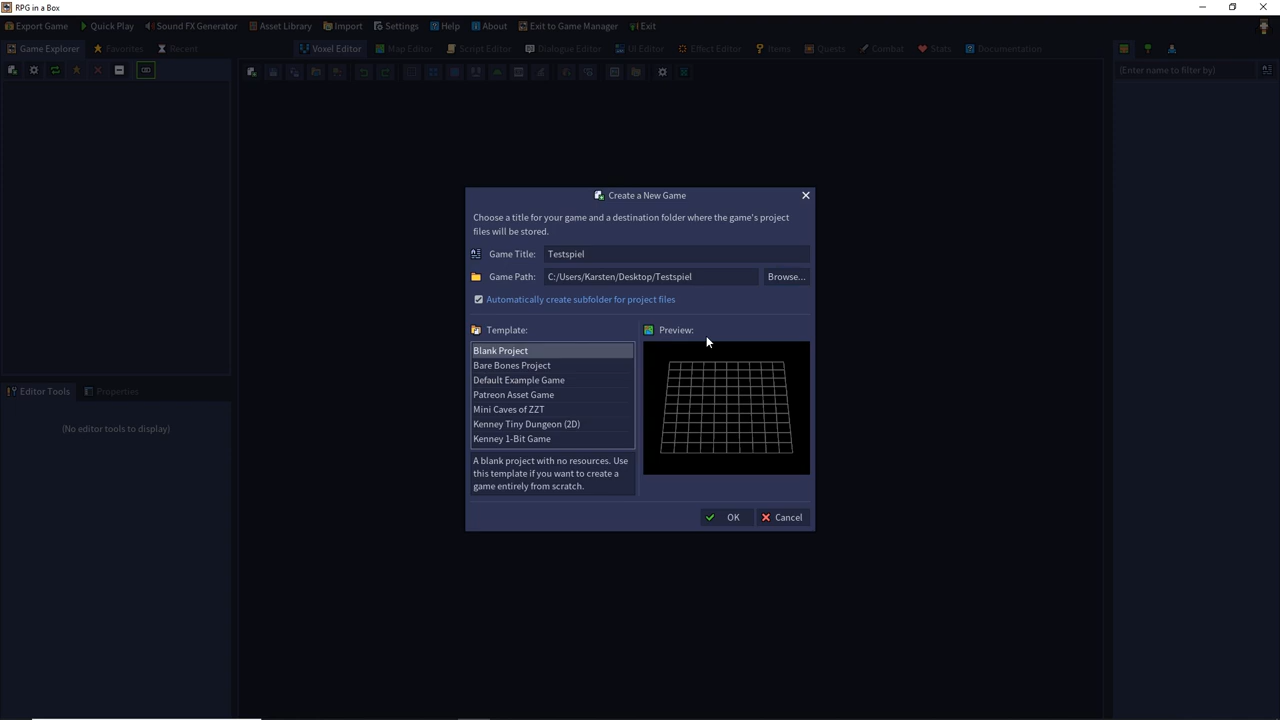 RPG in a Box
Export Game Quick Play Sound FX Generator Asset Library Import Settings Help About Exit to Game Manager Exit
Game Explorer Favorites Recent Voxel Editor Map Editor Script Editor Dialogue Editor UI Editor Effect Editor Items Quests Combat Stats Documentation
(Enter name to filter by)
Create a New Game
Choose a title for your game and a destination folder where the game's project
files will be stored.
Game Title: Testspiel
Game Path: C:/Users/Karsten/Desktop/Testspiel Browse...
Automatically create subfolder for project files
Template:
Blank Project
Bare Bones Project
Default Example Game
Patreon Asset Game
Mini Caves of ZZT
Kenney Tiny Dungeon (2D)
Kenney 1-Bit Game
A blank project with no resources. Use
this template if you want to create a
game entirely from scratch.
Preview:
OK Cancel
Editor Tools Properties
(No editor tools to display)